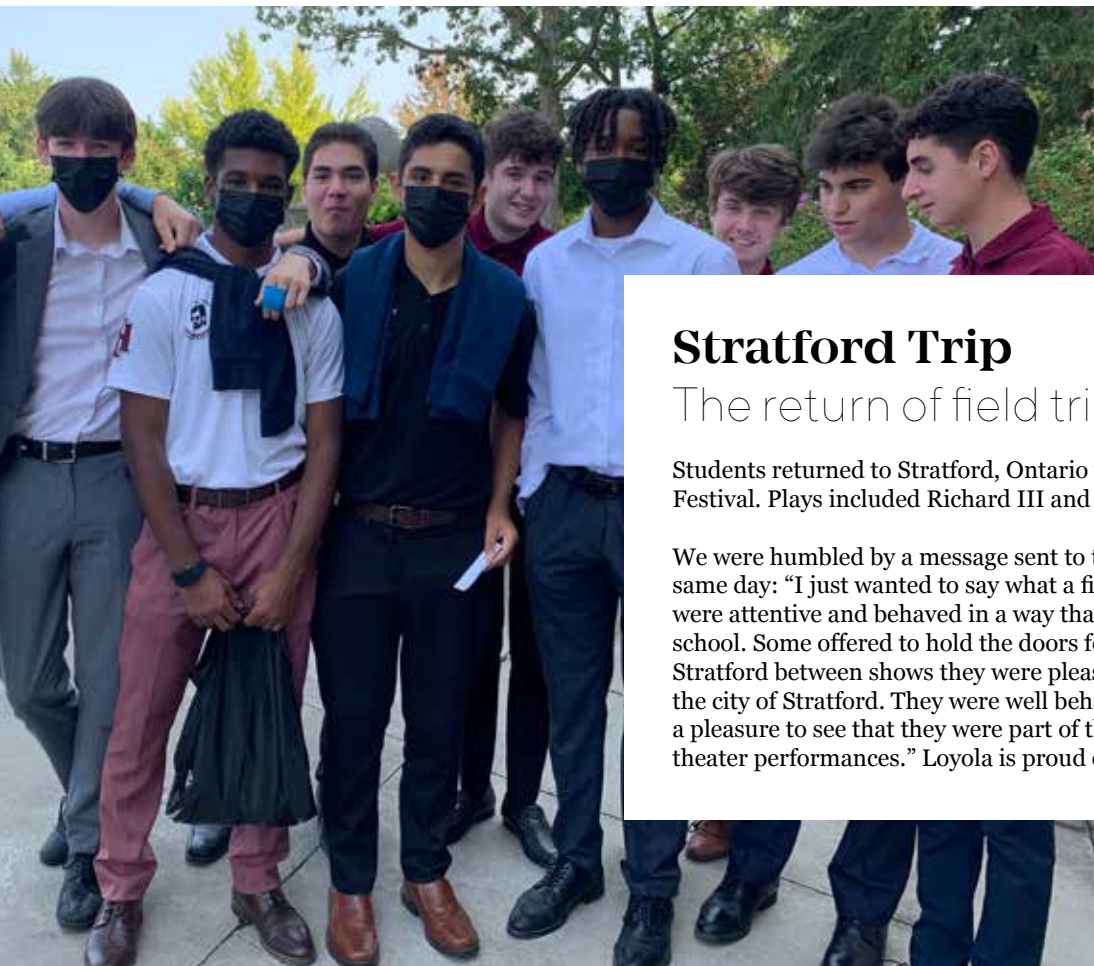 Stratford Trip
The return of field tri
Students returned to Stratford, Ontario
Festival. Plays included Richard III and
We were humbled by a message sent to t
same day: “I just wanted to say what a fi
were attentive and behaved in a way tha
school. Some offered to hold the doors fo
Stratford between shows they were pleas
the city of Stratford. They were well beh
a pleasure to see that they were part of th
theater performances.” Loyola is proud